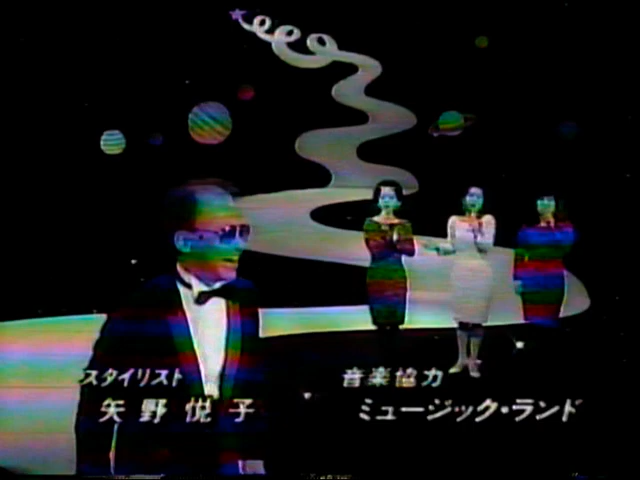 スタイリスト
矢野悦子
音楽協力
ミュージック・ランド